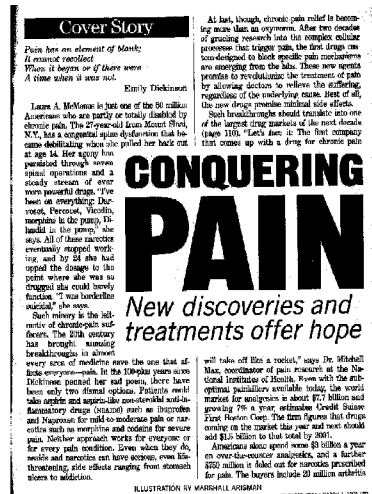 Cover Story
Pain has an element of blank;
It cannot recollect
When it began or if there were
A time when it was not.
Emily Dickinson
Laura A. McManus is just one of the 50 million
Americans who are partly or totally disabled by
chronic pain. The 27-year-old from Mount Sinai,
N.Y., has a congenital spine dysfunction that be-
came debilitating when she pulled her back out
at age 14. Her agony has
persisted through seven
spinal operations and a
steady stream of ever
more powerful drugs. "I've
been on everything: Dar-
vocet, Percocet, Vicodin,
morphine in the pump, Di-
laudid in the pump," she
says. All of these narcotics
eventually stopped work-
ing, and by 24 she had
upped the dosage to the
point where she was so
drugged she could barely
function. "I was borderline
suicidal," she says.
Such misery is the leit-
motiv of chronic-pain suf-
ferers. The 20th century
has brought amazing
breakthroughs in almost
every area of medicine save the one that af-
fects everyone—pain. In the 100-plus years since
Dickinson penned her sad poem, there have
been only two dismal options. Patients could
take aspirin and aspirin-like nonsteroidal anti-in-
flammatory drugs (NSAIDs) such as ibuprofen
and Naprosen for mild-to-moderate pain or nar-
cotics such as morphine and codeine for severe
pain. Neither approach works for everyone or
for every pain condition. Even when they do,
NSAIDs and narcotics can have serious, even life-
threatening, side effects ranging from stomach
ulcers to addiction.
At last, though, chronic-pain relief is becom-
ing more than an oxymoron. After two decades
of grueling research into the complex cellular
processes that trigger pain, the first drugs cus-
tom-designed to block specific pain mechanisms
are emerging from the labs. These new agents
promise to revolutionize the treatment of pain
by allowing doctors to relieve the suffering,
regardless of the underlying cause. Best of all,
the new drugs promise minimal side effects.
Such breakthroughs should translate into one
of the largest drug markets of the next decade
(page 110). "Let's face it: The first company
that comes up with a drug for chronic pain
CONQUERING
PAIN
New discoveries and
treatments offer hope
will take off like a rocket," says Dr. Mitchell
Max, coordinator of pain research at the Na-
tional Institutes of Health. Even with the sub-
optimal painkillers available today, the world
market for analgesics is about $7.7 billion and
growing 7% a year, estimates Credit Suisse
First Boston Corp. The firm figures that drugs
coming on the market this year and next should
add $1.5 billion to that total by 2001.
Americans alone spend some $3 billion a year
on over-the-counter analgesics, and a further
$750 million is doled out for narcotics prescribed
for pain. The buyers include 20 million arthritis
ILLUSTRATION BY MARSHALL ARISMAN